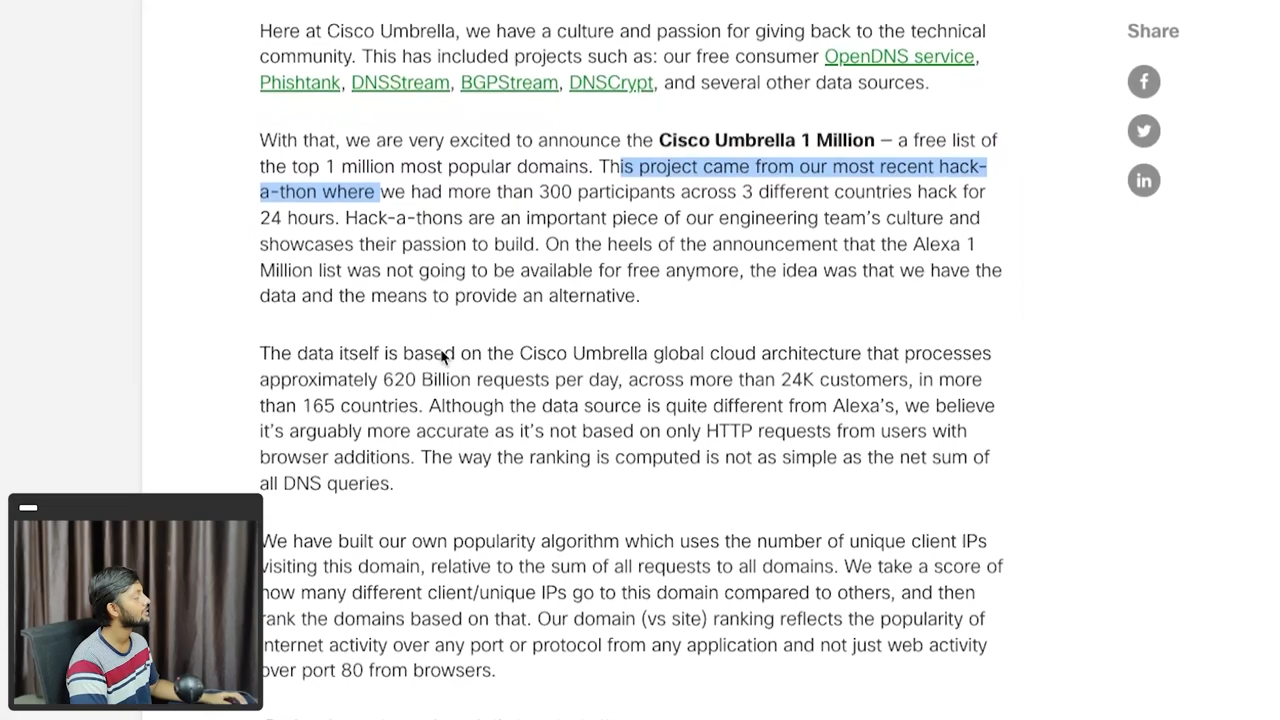 Here at Cisco Umbrella, we have a culture and passion for giving back to the technical
community. This has included projects such as: our free consumer OpenDNS service,
Phishtank, DNSStream, BGPStream, DNSCrypt, and several other data sources.
With that, we are very excited to announce the Cisco Umbrella 1 Million – a free list of
the top 1 million most popular domains. This project came from our most recent hack-
a-thon where we had more than 300 participants across 3 different countries hack for
24 hours. Hack-a-thons are an important piece of our engineering team’s culture and
showcases their passion to build. On the heels of the announcement that the Alexa 1
Million list was not going to be available for free anymore, the idea was that we have the
data and the means to provide an alternative.
The data itself is based on the Cisco Umbrella global cloud architecture that processes
approximately 620 Billion requests per day, across more than 24K customers, in more
than 165 countries. Although the data source is quite different from Alexa’s, we believe
it’s arguably more accurate as it’s not based on only HTTP requests from users with
browser additions. The way the ranking is computed is not as simple as the net sum of
all DNS queries.
We have built our own popularity algorithm which uses the number of unique client IPs
visiting this domain, relative to the sum of all requests to all domains. We take a score of
how many different client/unique IPs go to this domain compared to others, and then
rank the domains based on that. Our domain (vs site) ranking reflects the popularity of
internet activity over any port or protocol from any application and not just web activity
over port 80 from browsers.
Share
f
in